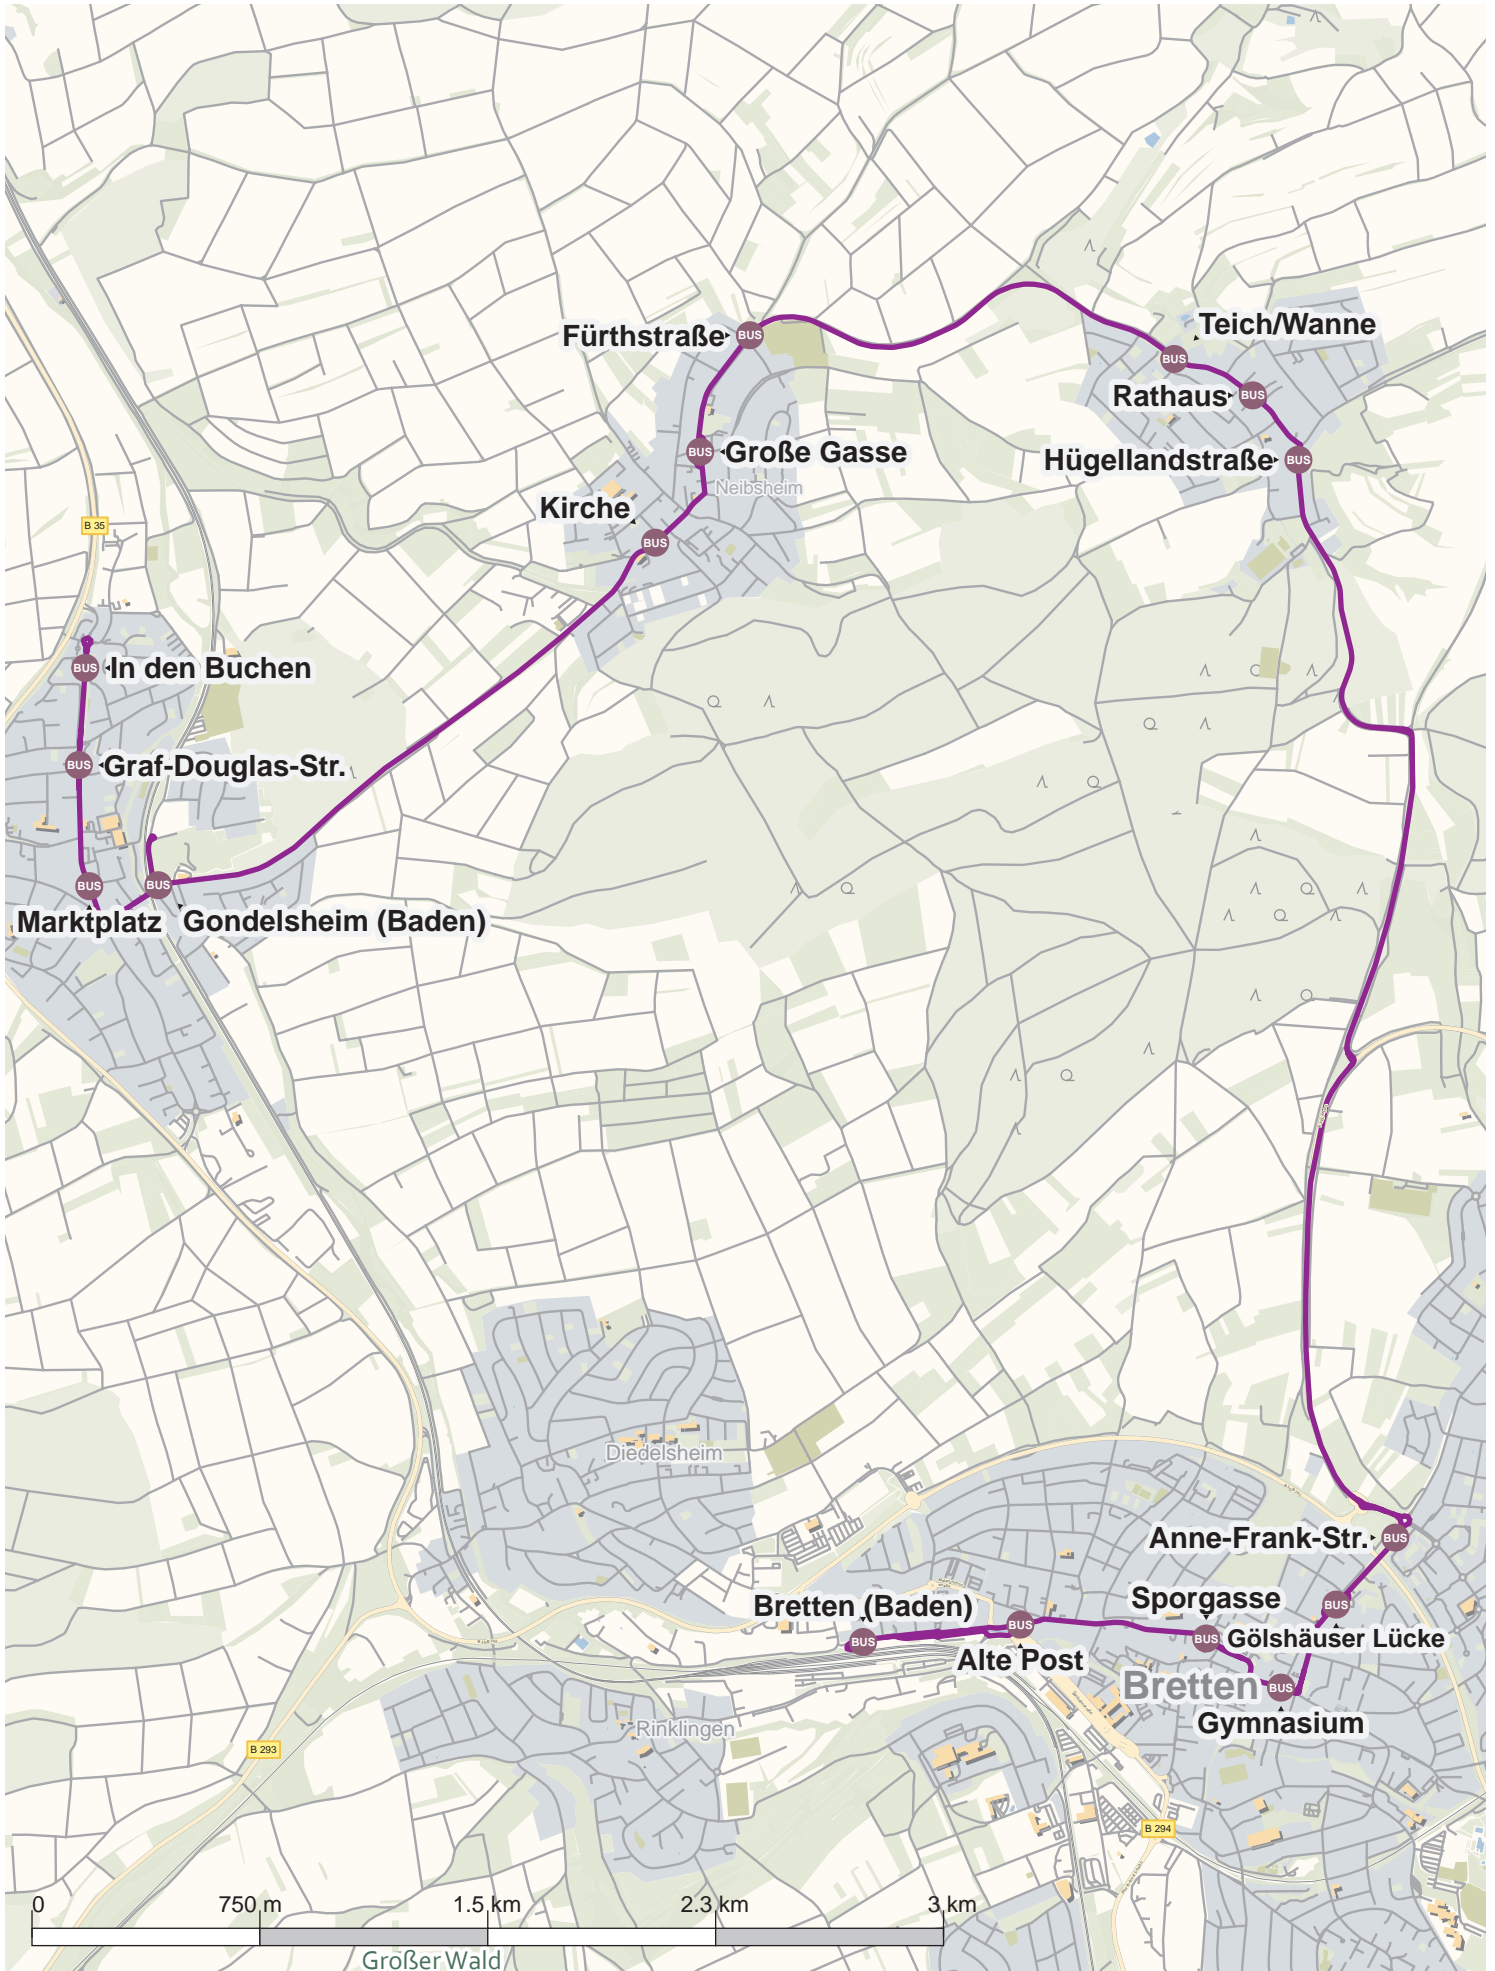 Teich/Wanne
BUS
Fürthstraße
BUS
BUS
Rathaus
BUS
Große Gasse
BUS
Hügellandstraße
BUS
Neibsheim
Kirche
BUS
B 35
BUS
In den Buchen
BUS
Graf-Douglas-Str.
BUS
BUS
Marktplatz
Gondelsheim (Baden)
Diedelsheim
Anne-Frank-Str.
BUS
Sporgasse
BUS
Bretten (Baden)
BUS
BUS
BUS
Gölshäuser Lücke
Alte Post
Bretten
BUS
Gymnasium
Rinklingen
B 293
B 294
0
750 m
1.5 km
2.3 km
3 km
Großer Wald